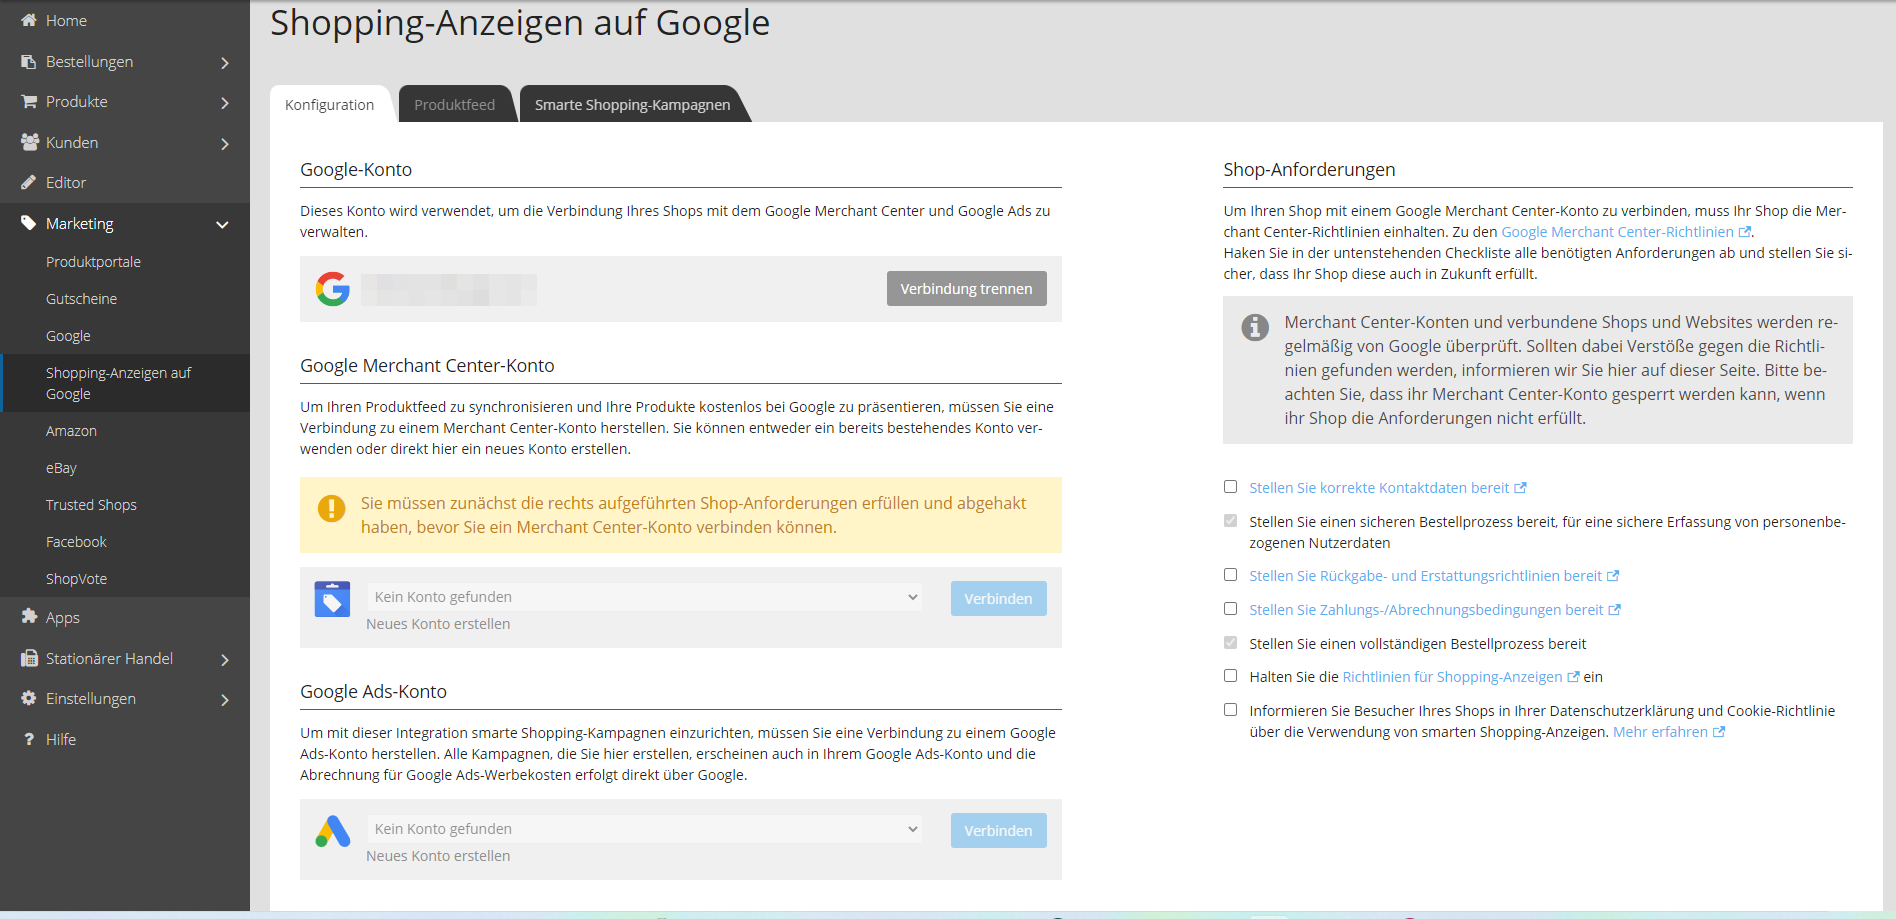 Home
Bestellungen
Produkte
Kunden
Editor
Marketing
Produktportale
Gutscheine
Google
Shopping-Anzeigen auf
Google
Amazon
eBay
Trusted Shops
Facebook
ShopVote
Apps
Stationärer Handel
Einstellungen
? Hilfe
Shopping-Anzeigen auf Google
Konfiguration
Produktfeed
Smarte Shopping-Kampagnen
Google-Konto
Dieses Konto wird verwendet, um die Verbindung Ihres Shops mit dem Google Merchant Center und Google Ads zu
verwalten.
Verbindung trennen
Google Merchant Center-Konto
Um Ihren Produktfeed zu synchronisieren und Ihre Produkte kostenlos bei Google zu präsentieren, müssen Sie eine
Verbindung zu einem Merchant Center-Konto herstellen. Sie können entweder ein bereits bestehendes Konto ver-
wenden oder direkt hier ein neues Konto erstellen.
Sie müssen zunächst die rechts aufgeführten Shop-Anforderungen erfüllen und abgehakt
haben, bevor Sie ein Merchant Center-Konto verbinden können.
Kein Konto gefunden
Verbinden
Neues Konto erstellen
Google Ads-Konto
Um mit dieser Integration smarte Shopping-Kampagnen einzurichten, müssen Sie eine Verbindung zu einem Google
Ads-Konto herstellen. Alle Kampagnen, die Sie hier erstellen, erscheinen auch in Ihrem Google Ads-Konto und die
Abrechnung für Google Ads-Werbekosten erfolgt direkt über Google.
Kein Konto gefunden
Verbinden
Neues Konto erstellen
Shop-Anforderungen
Um Ihren Shop mit einem Google Merchant Center-Konto zu verbinden, muss Ihr Shop die Mer-
chant Center-Richtlinien einhalten. Zu den Google Merchant Center-Richtlinien.
Haken Sie in der untenstehenden Checkliste alle benötigten Anforderungen ab und stellen Sie si-
cher, dass Ihr Shop diese auch in Zukunft erfüllt.
Merchant Center-Konten und verbundene Shops und Websites werden re-
gelmäßig von Google überprüft. Sollten dabei Verstöße gegen die Richtli-
nien gefunden werden, informieren wir Sie hier auf dieser Seite. Bitte be-
achten Sie, dass ihr Merchant Center-Konto gesperrt werden kann, wenn
ihr Shop die Anforderungen nicht erfüllt.
Stellen Sie korrekte Kontaktdaten bereit
Stellen Sie einen sicheren Bestellprozess bereit, für eine sichere Erfassung von personenbe-
zogenen Nutzerdaten
Stellen Sie Rückgabe- und Erstattungsrichtlinien bereit
Stellen Sie Zahlungs-/Abrechnungsbedingungen bereit
Stellen Sie einen vollständigen Bestellprozess bereit
Halten Sie die Richtlinien für Shopping-Anzeigen ein
Informieren Sie Besucher Ihres Shops in Ihrer Datenschutzerklärung und Cookie-Richtlinie
über die Verwendung von smarten Shopping-Anzeigen. Mehr erfahren